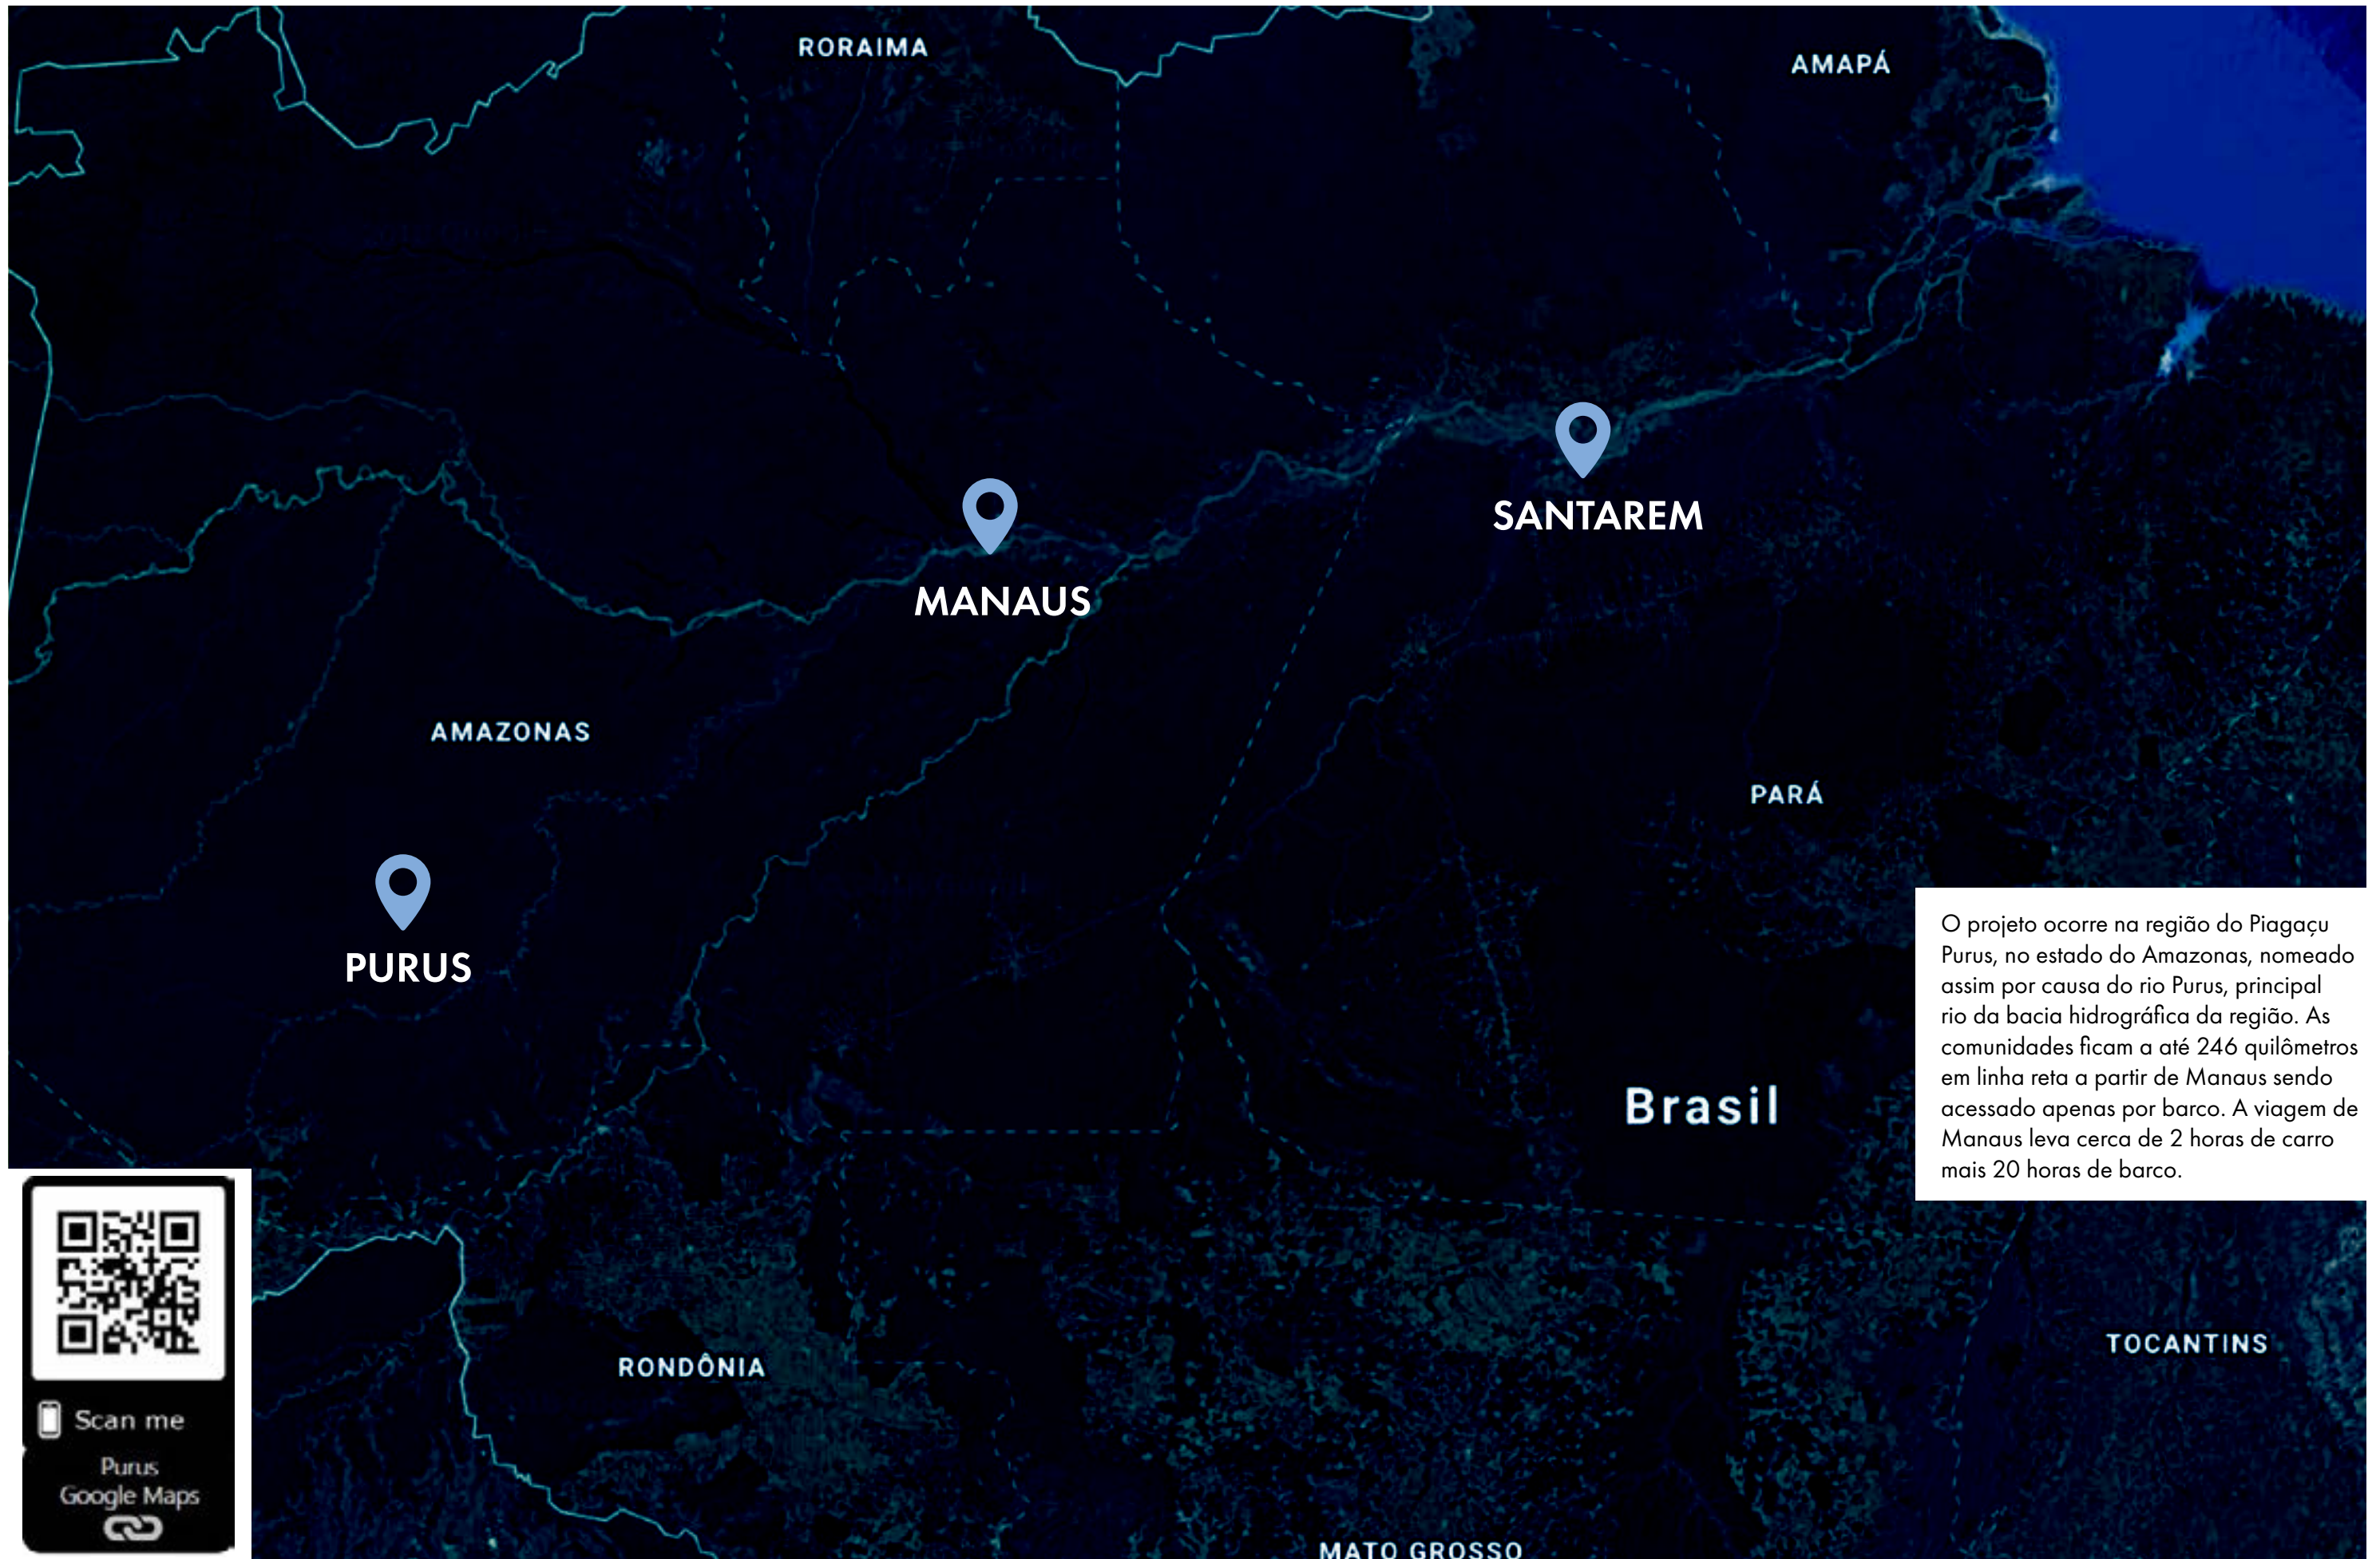 RORAIMA
AMAPÁ
SANTAREM
MANAUS
AMAZONAS
PARÁ
PURUS
O projeto ocorre na região do Piagaçu
Purus, no estado do Amazonas, nomeado
assim por causa do rio Purus, principal
rio da bacia hidrográfica da região. As
comunidades ficam a até 246 quilômetros
em linha reta a partir de Manaus sendo
acessado apenas por barco. A viagem de
Manaus leva cerca de 2 horas de carro
mais 20 horas de barco.
Brasil
TOCANTINS
RONDÔNIA
Scan me
Purus
Google Maps
MATO GROSSO